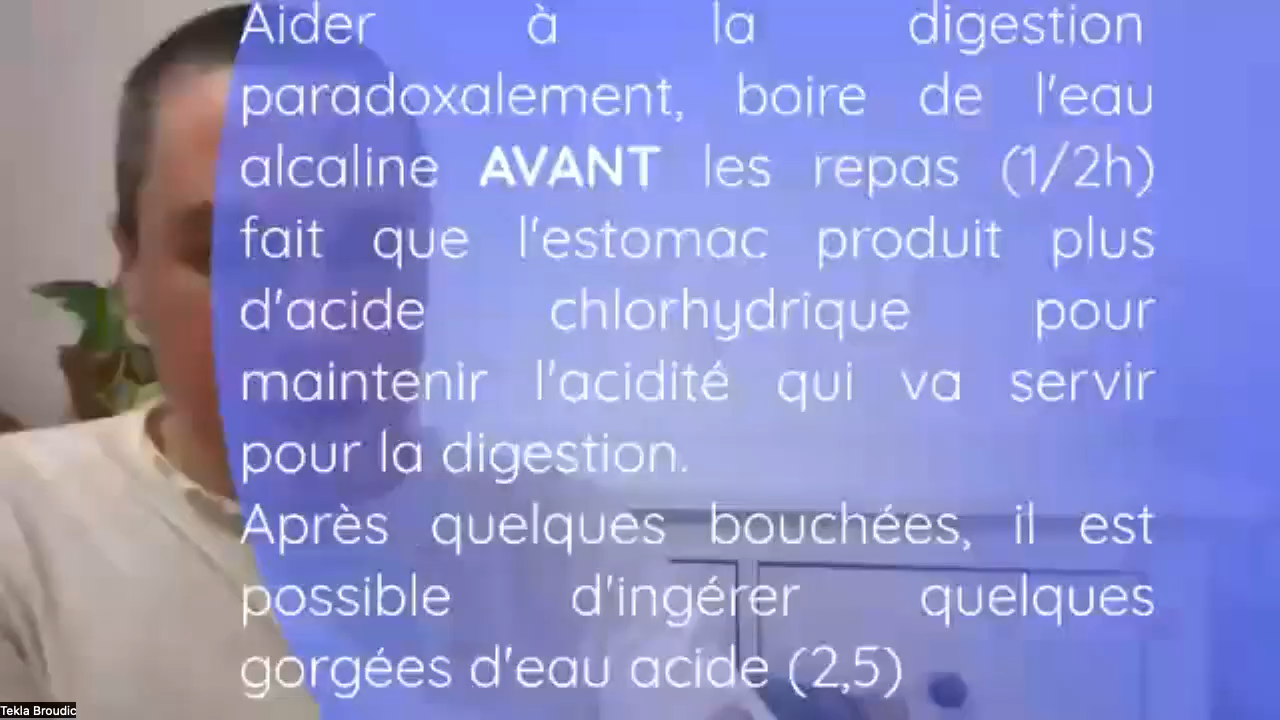 Aider à la digestion
paradoxalement, boire de l'eau
alcaline AVANT les repas (1/2h)
fait que l'estomac produit plus
d'acide chlorhydrique pour
maintenir l'acidité qui va servir
pour la digestion.
Après quelques bouchées, il est
possible d'ingérer quelques
gorgées d'eau acide (2,5)
Tekla Broudic